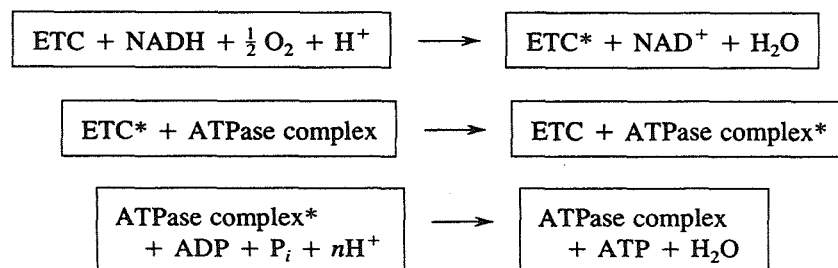 ETC + NADH + ½ O₂ + H⁺ ⟶ ETC* + NAD⁺ + H₂O
ETC* + ATPase complex ⟶ ETC + ATPase complex*
ATPase complex* ⟶ ATPase complex
+ ADP + Pᵢ + nH⁺ + ATP + H₂O